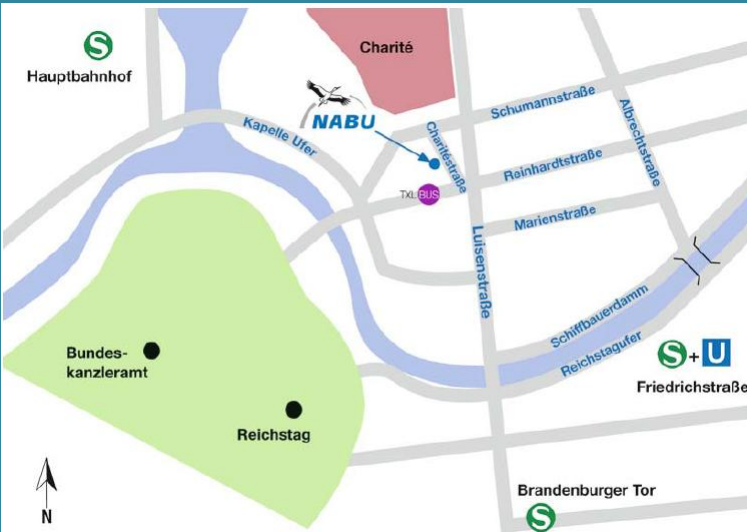 S
Hauptbahnhof
Charité
NABU
Kapelle Ufer
Charitéstraße
Schumannstraße
Albrechtstraße
Reinhardtstraße
TXL BUS
Marienstraße
Luisenstraße
Schiffbauerdamm
Reichstagufer
S+U
Friedrichstraße
Bundes-
kanzleramt
Reichstag
N
Brandenburger Tor
S